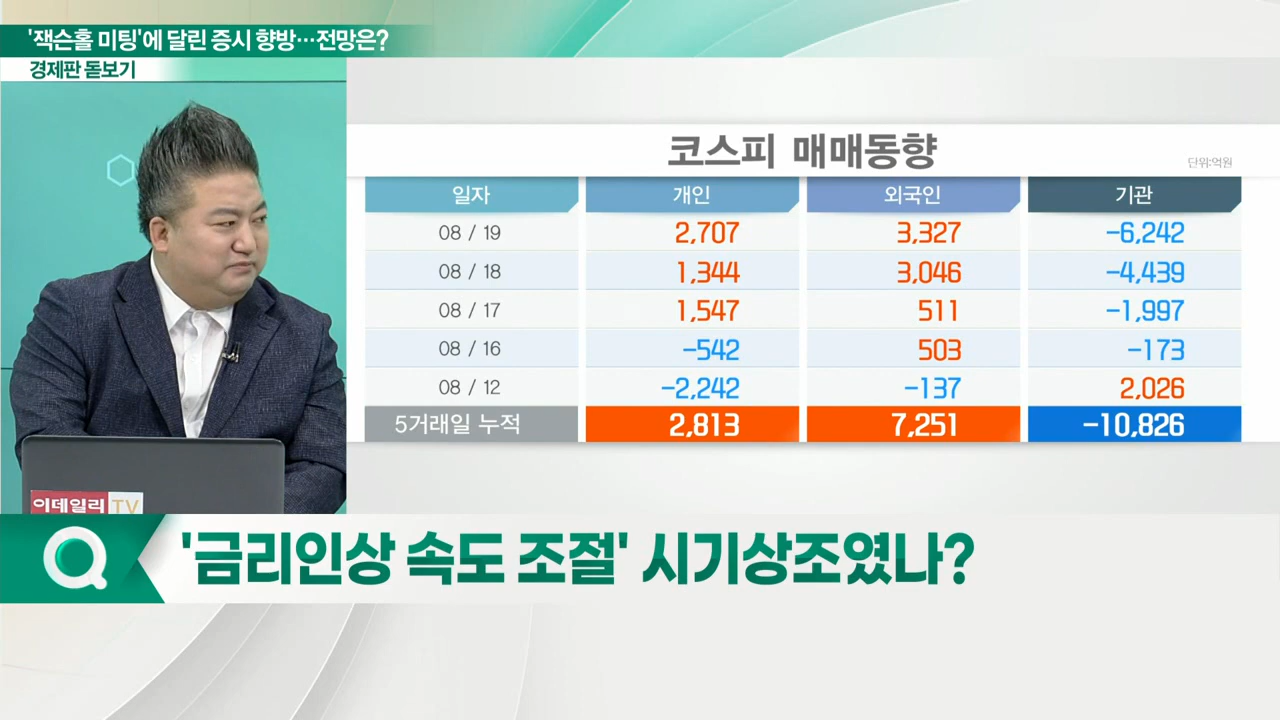 '잭슨홀 미팅'에 달린 증시 향방…전망은?
경제판 돋보기
코스피 매매동향
단위:억원
일자 개인 외국인 기관
08 / 19 2,707 3,327 -6,242
08 / 18 1,344 3,046 -4,439
08 / 17 1,547 511 -1,997
08 / 16 -542 503 -173
08 / 12 -2,242 -137 2,026
5거래일 누적 2,813 7,251 -10,826
이데일리 TV
Q '금리인상 속도 조절' 시기상조였나?